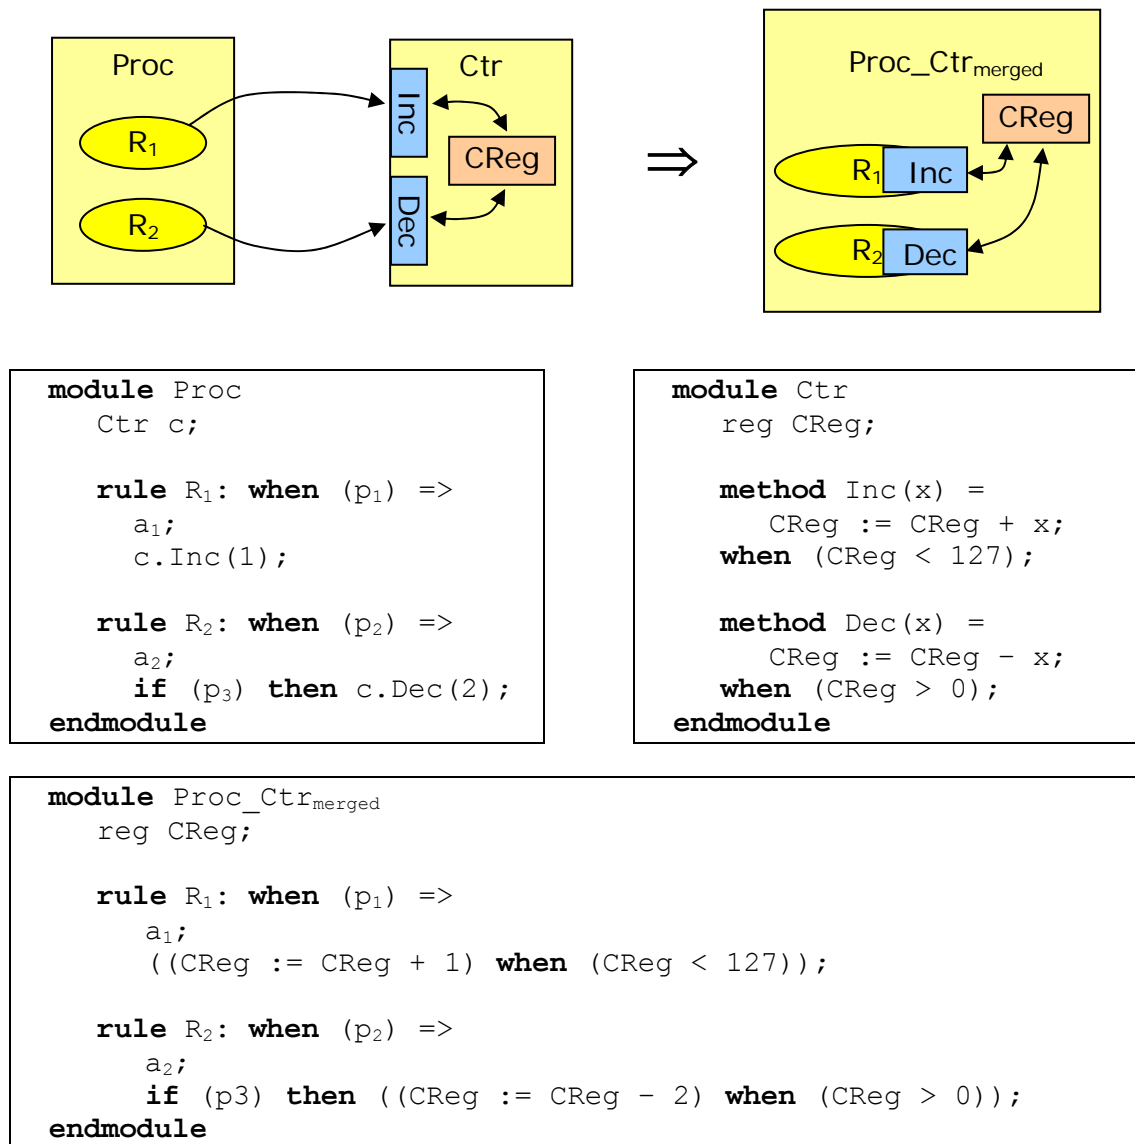 Proc
R₁
R₂
Ctr
Inc
Dec
CReg
⇒
Proc_Ctrmerged
CReg
R₁ Inc
R₂ Dec
module Proc
Ctr c;
rule R₁: when (p₁) =>
a₁;
c.Inc(1);
rule R₂: when (p₂) =>
a₂;
if (p₃) then c.Dec(2);
endmodule
module Ctr
reg CReg;
method Inc(x) =
CReg := CReg + x;
when (CReg < 127);
method Dec(x) =
CReg := CReg – x;
when (CReg > 0);
endmodule
module Proc_Ctrmerged
reg CReg;
rule R₁: when (p₁) =>
a₁;
((CReg := CReg + 1) when (CReg < 127));
rule R₂: when (p₂) =>
a₂;
if (p3) then ((CReg := CReg – 2) when (CReg > 0));
endmodule